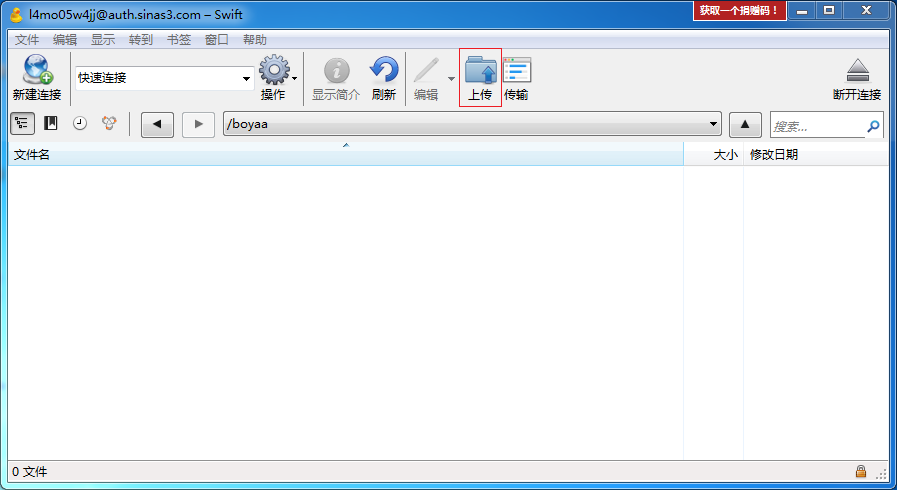 l4mo05w4jj@auth.sinas3.com – Swift
获取一个捐赠码！
文件 编辑 显示 转到 书签 窗口 帮助
新建连接
快速连接
操作
显示简介
刷新
编辑
上传
传输
断开连接
/boyaa
搜索...
文件名 大小 修改日期
0 文件